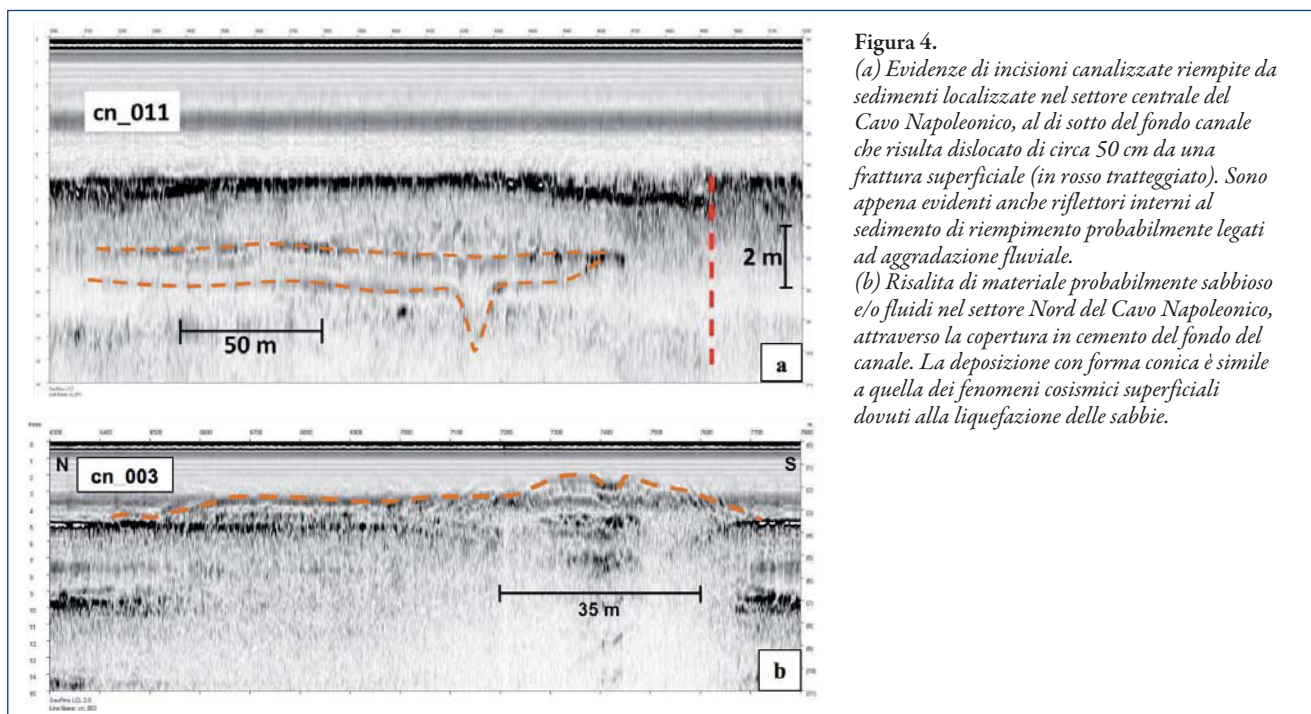 cn_011
2 m
50 m
a
N
S
cn_003
35 m
b
Figura 4.
(a) Evidenze di incisioni canalizzate riempite da
sedimenti localizzate nel settore centrale del
Cavo Napoleonico, al di sotto del fondo canale
che risulta dislocato di circa 50 cm da una
frattura superficiale (in rosso tratteggiato). Sono
appena evidenti anche riflettori interni al
sedimento di riempimento probabilmente legati
ad aggradazione fluviale.
(b) Risalita di materiale probabilmente sabbioso
e/o fluidi nel settore Nord del Cavo Napoleonico,
attraverso la copertura in cemento del fondo del
canale. La deposizione con forma conica è simile
a quella dei fenomeni cosismici superficiali
dovuti alla liquefazione delle sabbie.